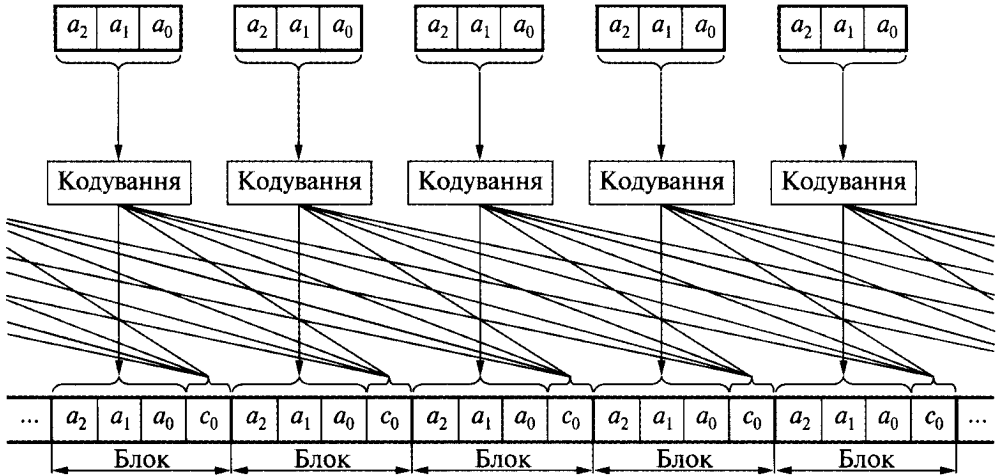 a₂ a₁ a₀ a₂ a₁ a₀ a₂ a₁ a₀ a₂ a₁ a₀ a₂ a₁ a₀
Кодування Кодування Кодування Кодування Кодування
... a₂ a₁ a₀ c₀ a₂ a₁ a₀ c₀ a₂ a₁ a₀ c₀ a₂ a₁ a₀ c₀ a₂ a₁ a₀ c₀ ...
Блок Блок Блок Блок Блок